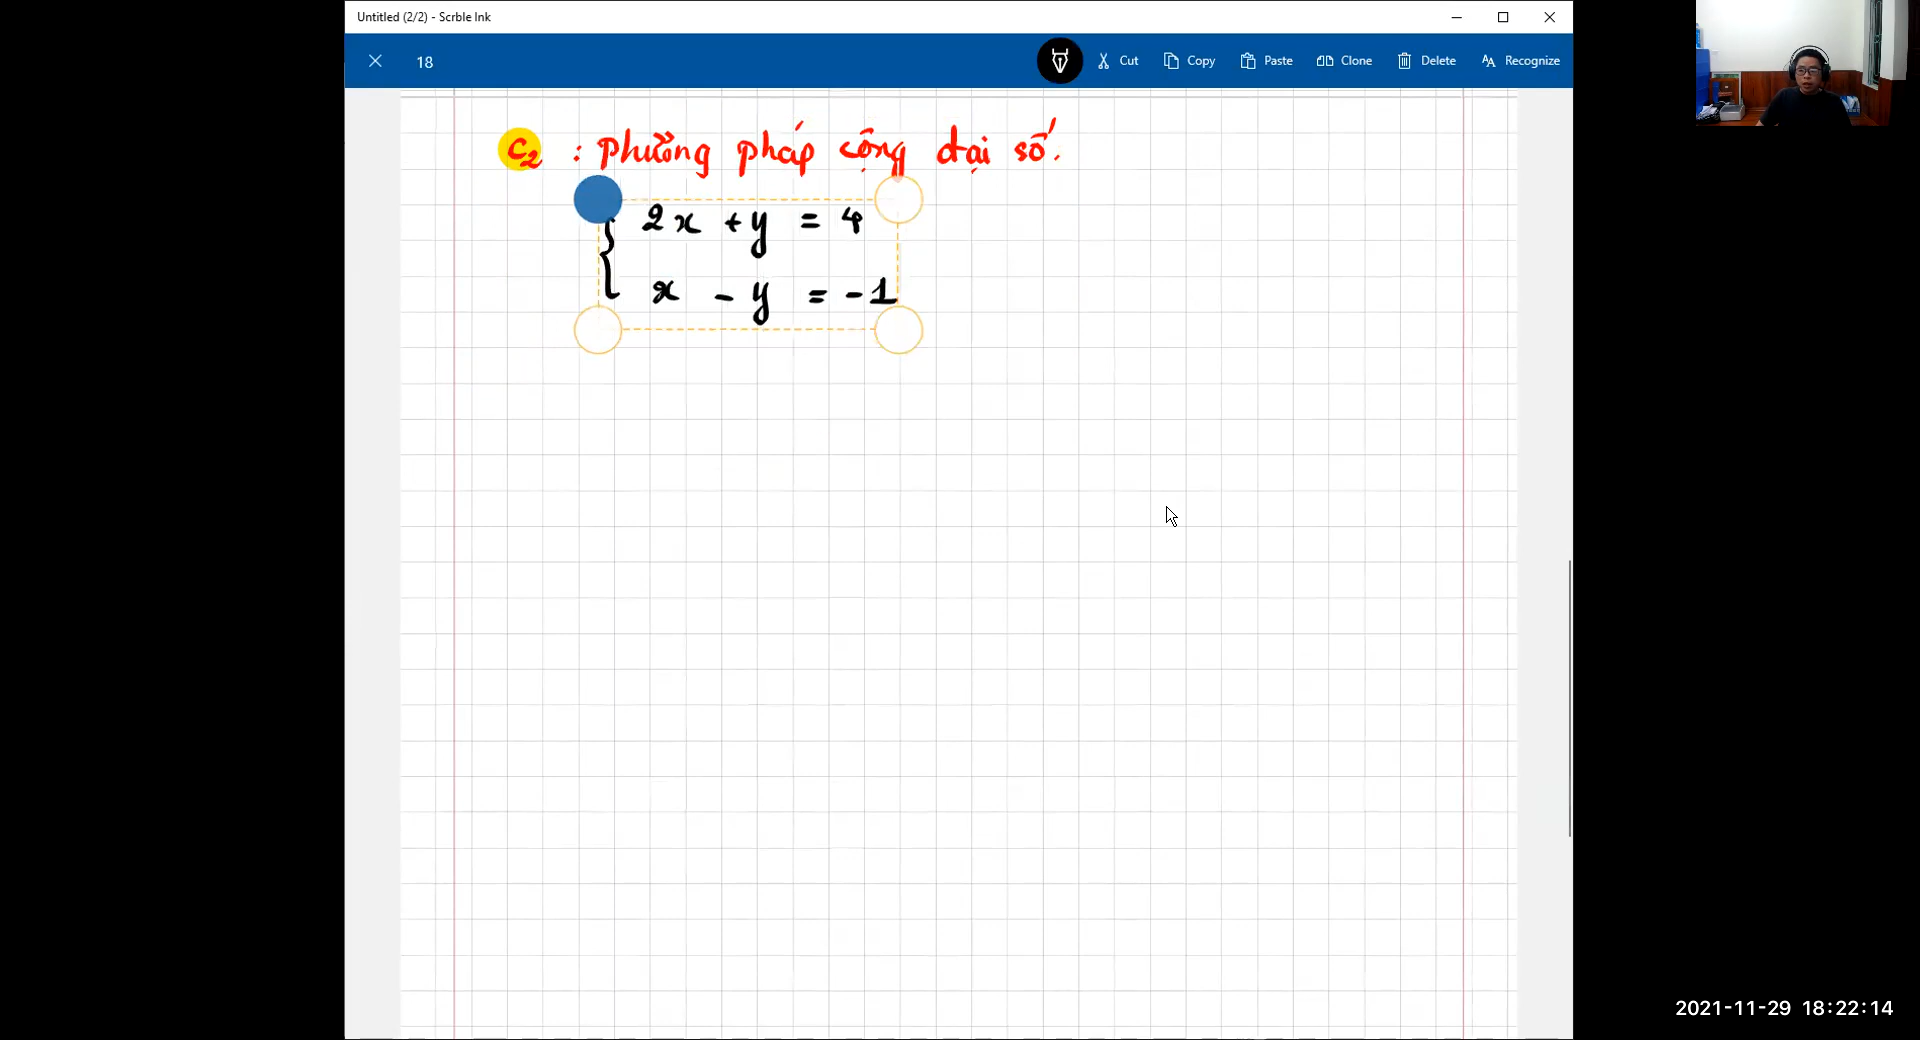 Untitled (2/2) - Scrble Ink
18
Cut
Copy
Paste
Clone
Delete
Recognize
C2 : phương pháp cộng đại số.
2x + y = 4
x - y = -1
2021-11-29 18:22:14